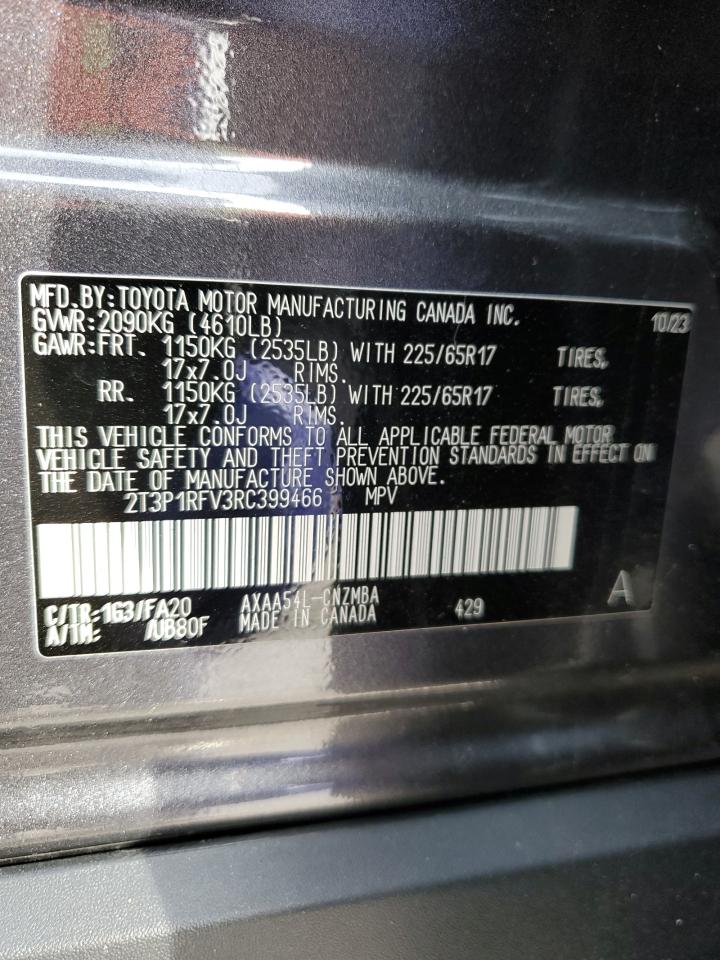 MFD.BY:TOYOTA MOTOR MANUFACTURING CANADA INC. 10/23
GVWR:2090KG (4610LB)
GAWR:FRT. 1150KG (2535LB) WITH 225/65R17 TIRES,
17x7.0J RIMS.
RR. 1150KG (2535LB) WITH 225/65R17 TIRES,
17x7.0J RIMS.
THIS VEHICLE CONFORMS TO ALL APPLICABLE FEDERAL MOTOR
VEHICLE SAFETY AND THEFT PREVENTION STANDARDS IN EFFECT ON
THE DATE OF MANUFACTURE SHOWN ABOVE.
2T3P1RFV3RC399466 MPV
C/TR:163/FA20 AXAA54L-CNZMBA A
A/TM: /UB80F MADE IN CANADA 429